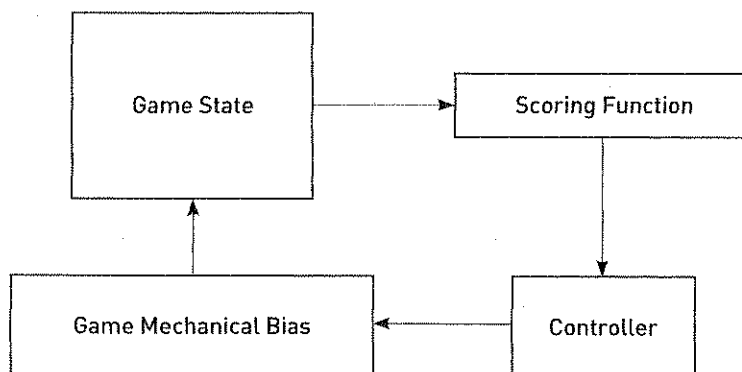 Game State
Scoring Function
Game Mechanical Bias
Controller